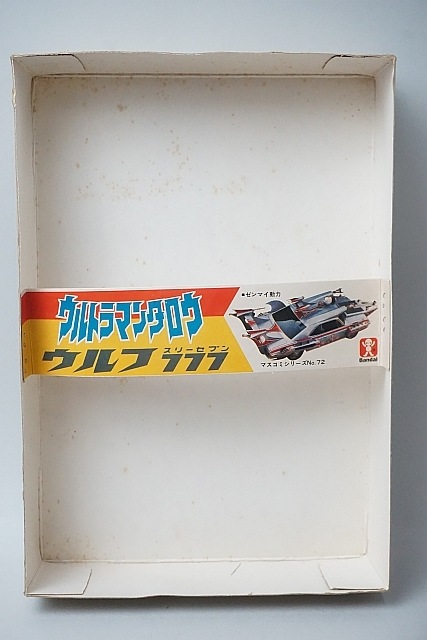 ウルトラマンタロウ
スリーセブン
ウルフ777
●ゼンマイ動力
マスコミシリーズNo.72
Bandai